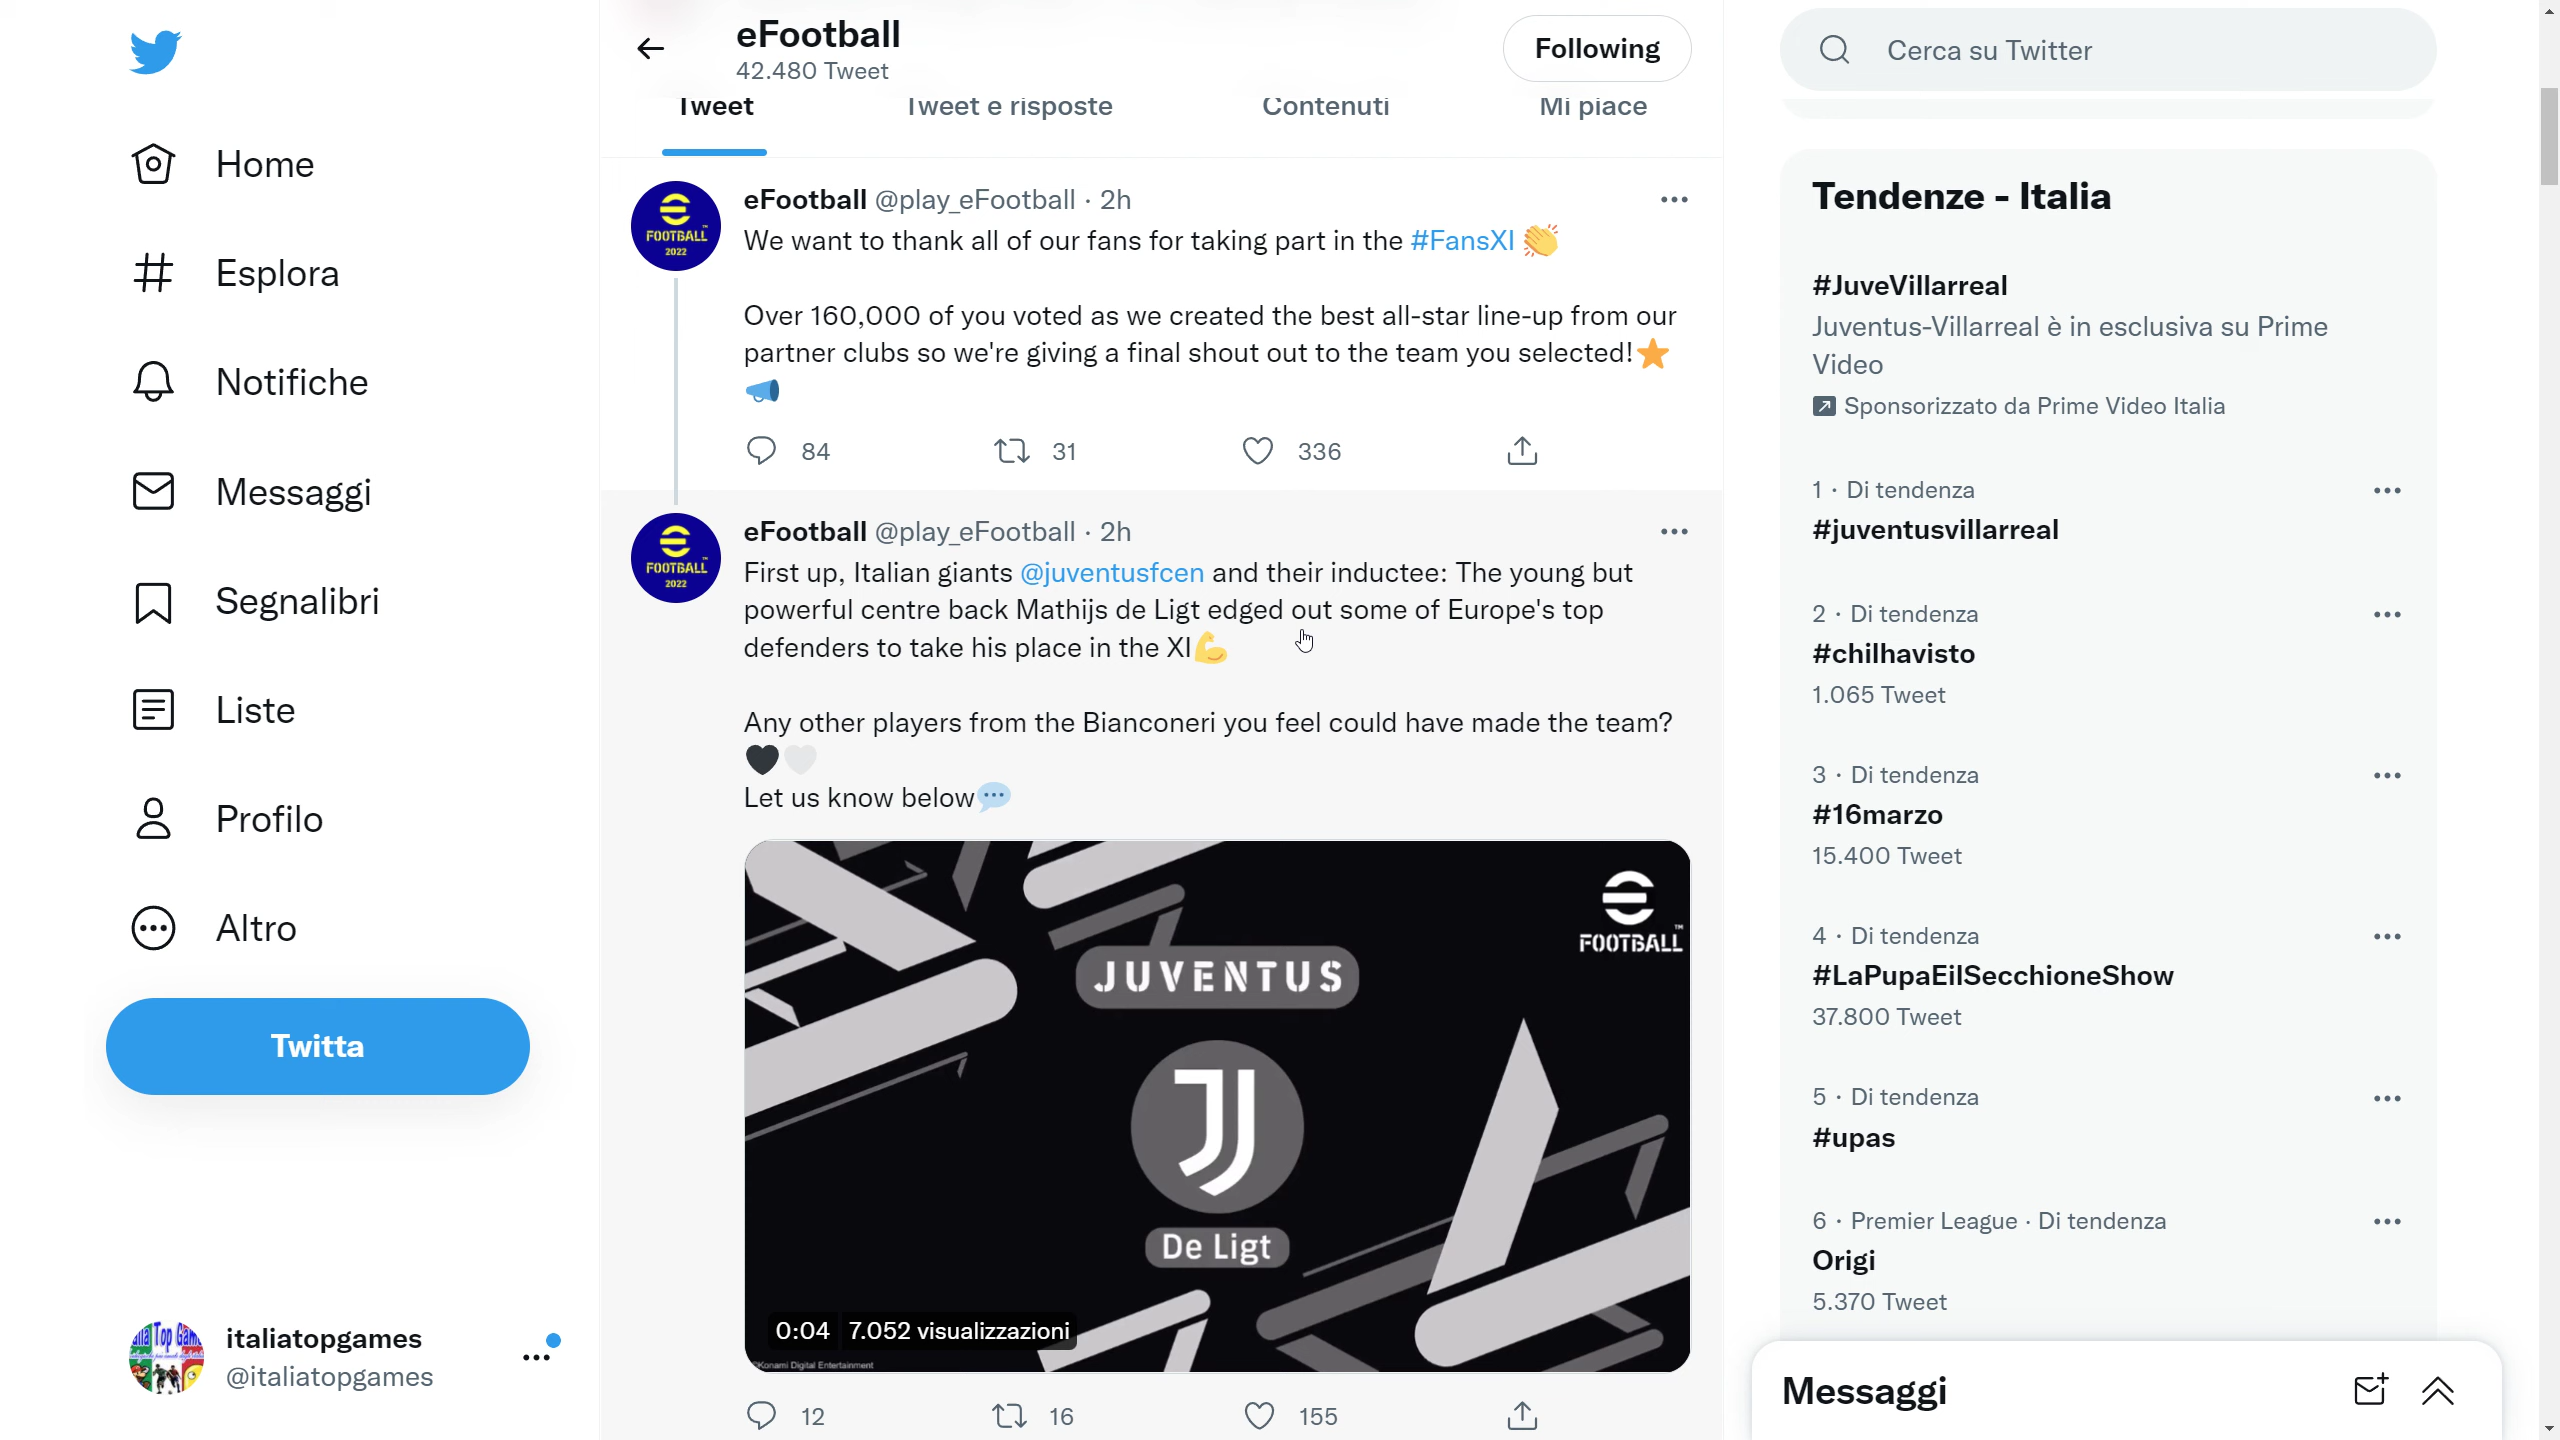 Home
Esplora
Notifiche
Messaggi
Segnalibri
Liste
Profilo
Altro
Twitta
italiatopgames
@italiatopgames
eFootball
42.480 Tweet
Following
Tweet
Tweet e risposte
Contenuti
Mi piace
FOOTBALL™
2022
eFootball @play_eFootball · 2h
We want to thank all of our fans for taking part in the #FansXI 👏
Over 160,000 of you voted as we created the best all-star line-up from our
partner clubs so we're giving a final shout out to the team you selected!⭐
📣
84
31
336
FOOTBALL™
2022
eFootball @play_eFootball · 2h
First up, Italian giants @juventusfcen and their inductee: The young but
powerful centre back Mathijs de Ligt edged out some of Europe's top
defenders to take his place in the XI💪
Any other players from the Bianconeri you feel could have made the team?
🖤🤍
Let us know below💬
FOOTBALL™
JUVENTUS
De Ligt
0:04 7.052 visualizzazioni
©Konami Digital Entertainment
12
16
155
Cerca su Twitter
Tendenze - Italia
#JuveVillarreal
Juventus-Villarreal è in esclusiva su Prime
Video
Sponsorizzato da Prime Video Italia
1 · Di tendenza
#juventusvillarreal
2 · Di tendenza
#chilhavisto
1.065 Tweet
3 · Di tendenza
#16marzo
15.400 Tweet
4 · Di tendenza
#LaPupaEilSecchioneShow
37.800 Tweet
5 · Di tendenza
#upas
6 · Premier League · Di tendenza
Origi
5.370 Tweet
Messaggi